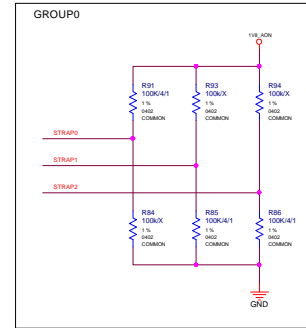 GROUP0
1V8_AON
R91
100K/4/1
1 %
0402
COMMON
R93
100k/X
1 %
0402
COMMON
R94
100k/X
1 %
0402
COMMON
STRAP0
STRAP1
STRAP2
R84
100k/X
1 %
0402
COMMON
R85
100K/4/1
1 %
0402
COMMON
R86
100K/4/1
1 %
0402
COMMON
GND